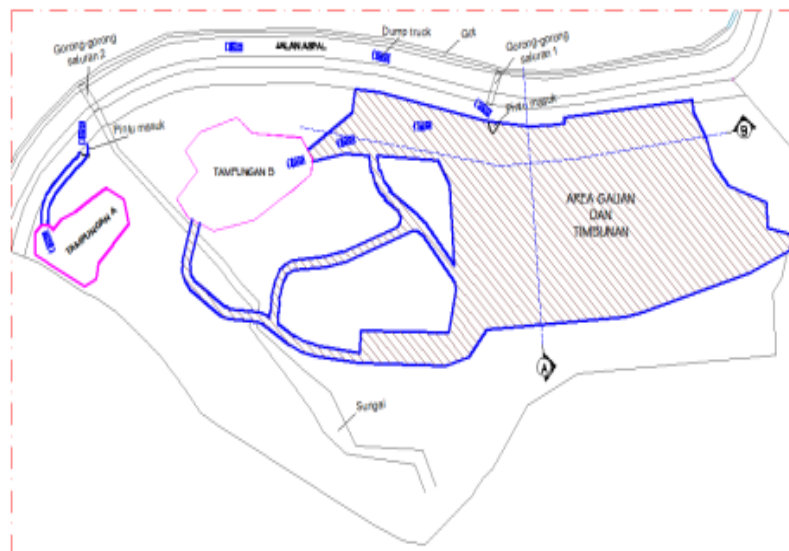 Gorong-gorong
saluran 2
JALAN ASPAL
Dump truck
Got
Gorong-gorong
saluran 1
Pintu masuk
Pintu masuk
B
TAMPUNGAN B
TAMPUNGAN A
AREA GALIAN
DAN
TIMBUNAN
A
Sungai